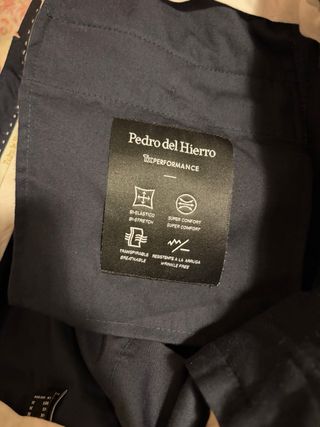 Pedro del Hierro
PERFORMANCE
BI-ELÁSTICO
BI-STRETCH
SUPER CONFORT
SUPER COMFORT
TRANSPIRABLE
BREATHABLE
RESISTENTE A LA ARRUGA
WRINKLE FREE